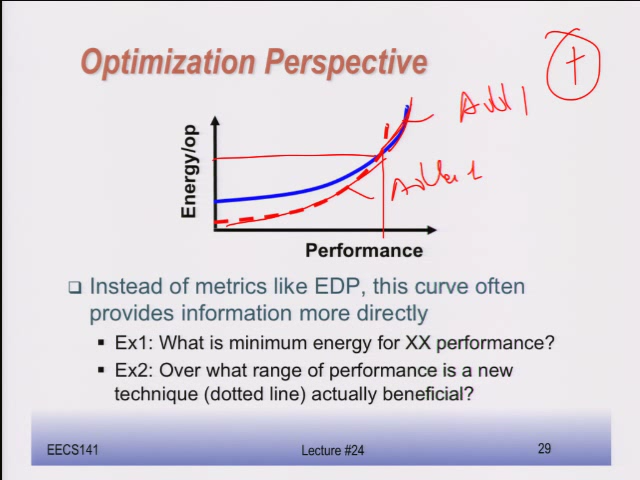 Optimization Perspective
+
Energy/op
Performance
❑ Instead of metrics like EDP, this curve often
provides information more directly
▪ Ex1: What is minimum energy for XX performance?
▪ Ex2: Over what range of performance is a new
technique (dotted line) actually beneficial?
EECS141
Lecture #24
29